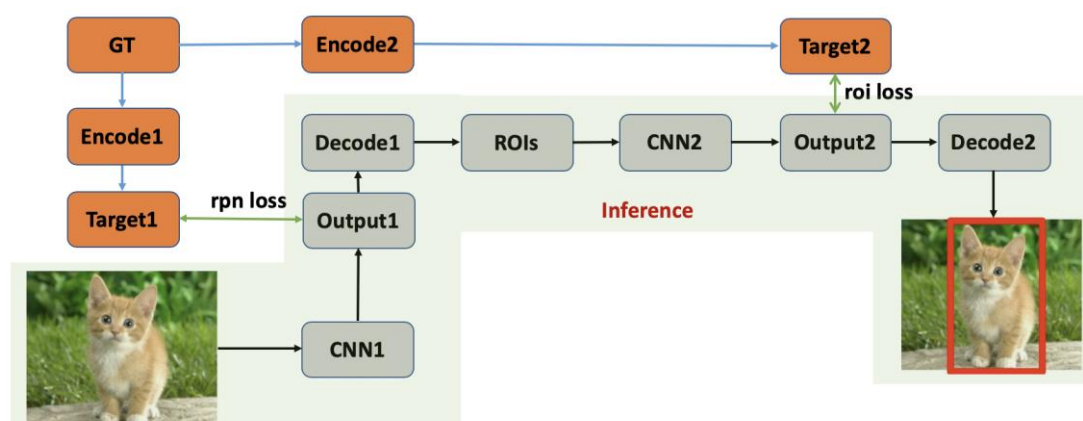 GT
Encode2
Target2
roi loss
Encode1
Decode1
ROIs
CNN2
Output2
Decode2
rpn loss
Target1
Output1
Inference
CNN1